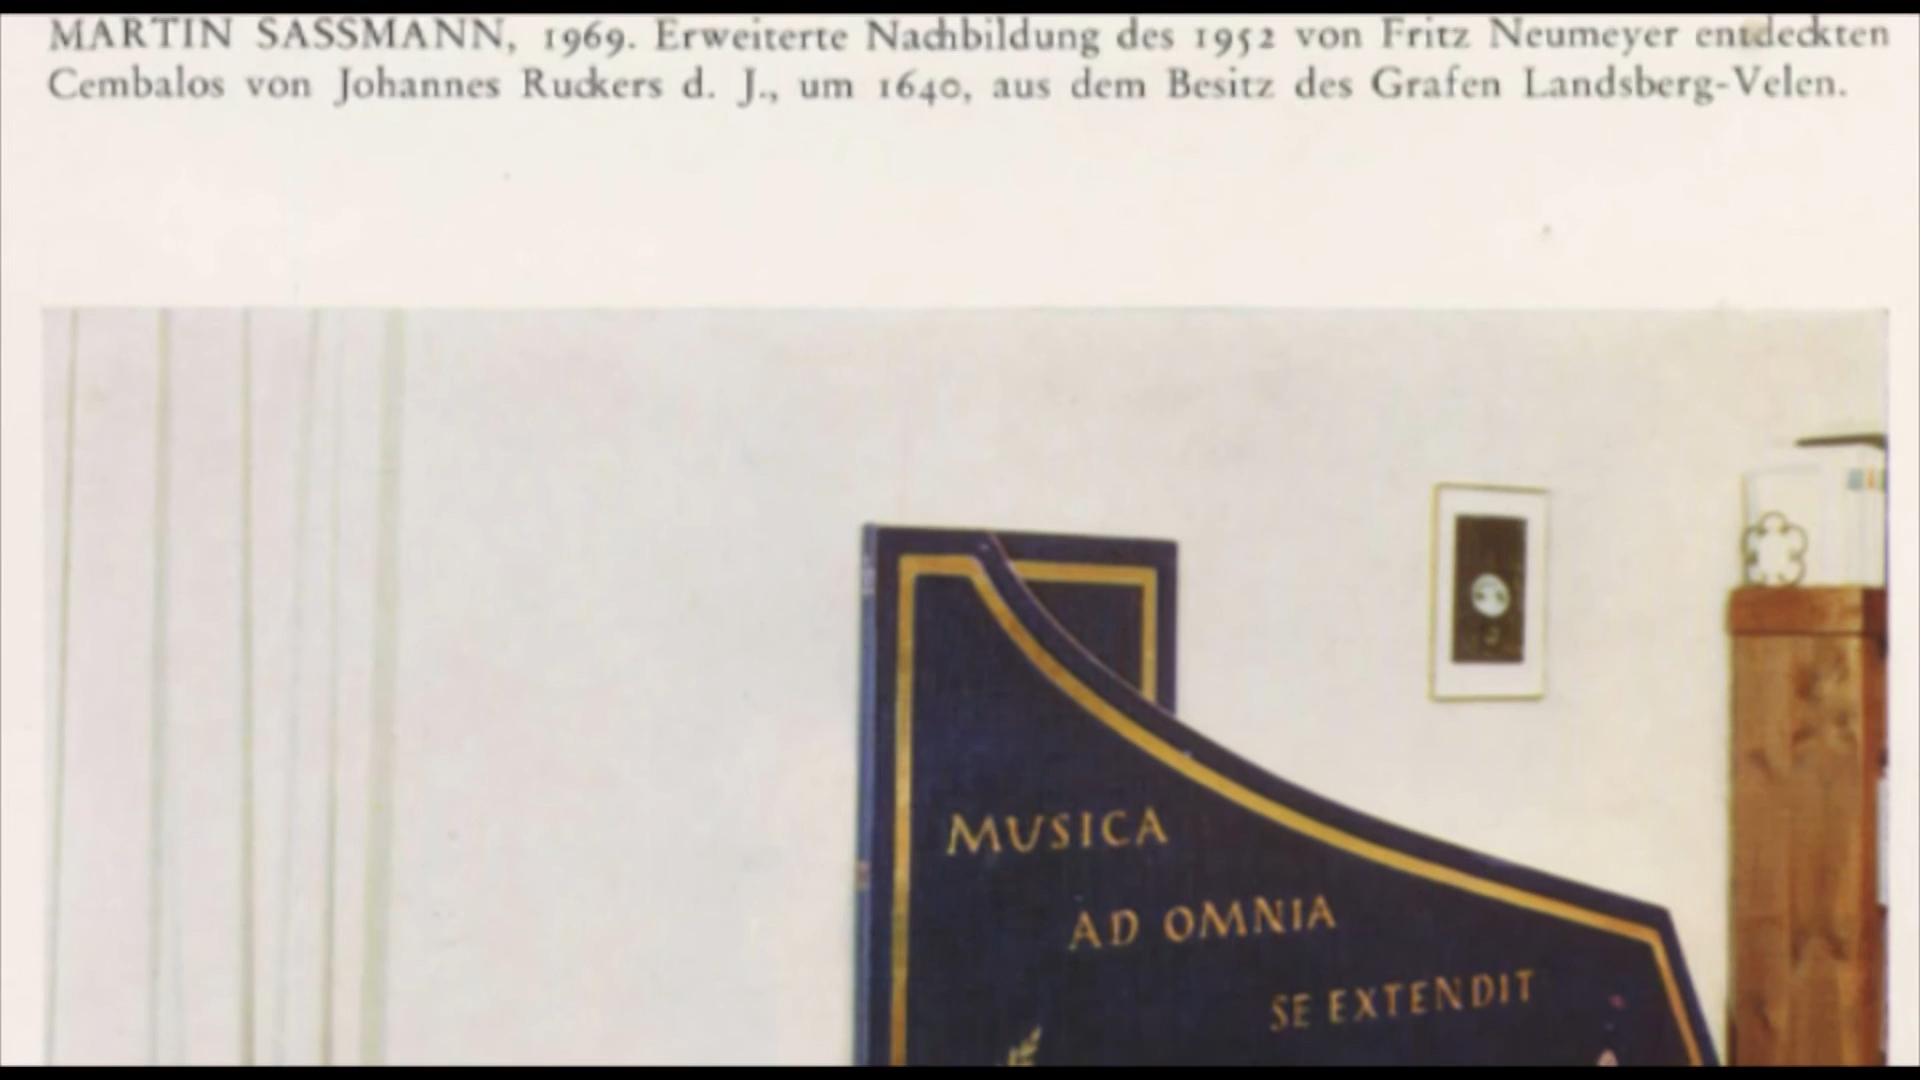 MARTIN SASSMANN, 1969. Erweiterte Nachbildung des 1952 von Fritz Neumeyer entdeckten
Cembalos von Johannes Ruckers d. J., um 1640, aus dem Besitz des Grafen Landsberg-Velen.
MUSICA
AD OMNIA
SE EXTENDIT